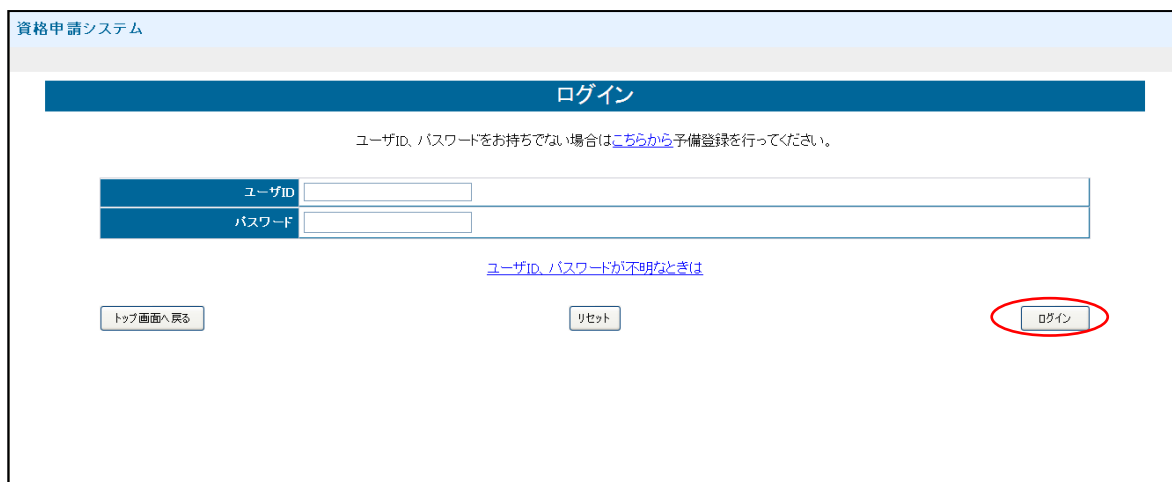 資格申請システム
ログイン
ユーザID、パスワードをお持ちでない場合はこちらから予備登録を行ってください。
ユーザID
パスワード
ユーザID、パスワードが不明なときは
トップ画面へ戻る
リセット
ログイン